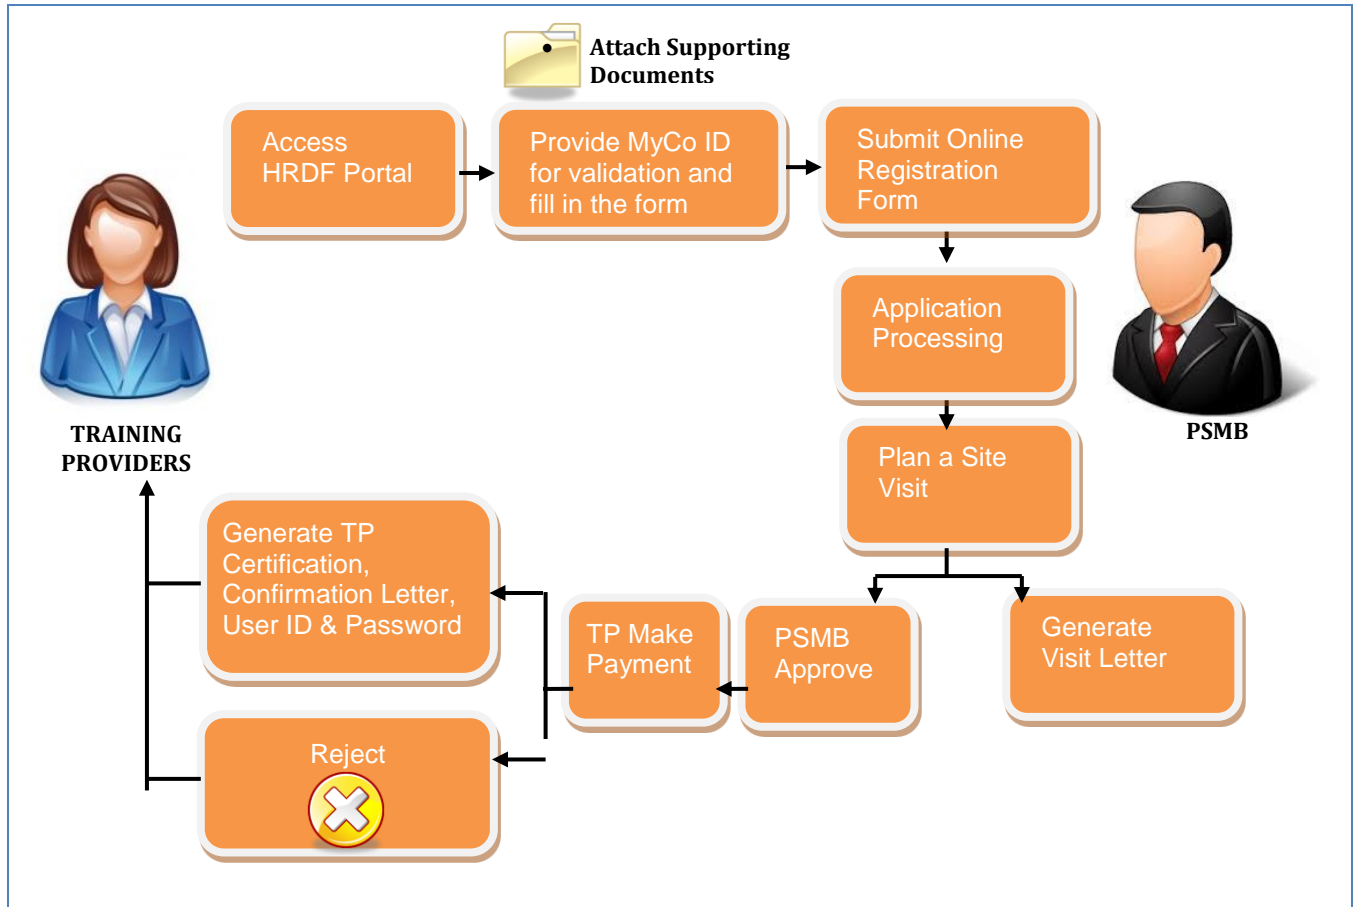 Attach Supporting
Documents
Access
HRDF Portal
Provide MyCo ID
for validation and
fill in the form
Submit Online
Registration
Form
Application
Processing
TRAINING
PROVIDERS
PSMB
Plan a Site
Visit
Generate TP
Certification,
Confirmation Letter,
User ID & Password
TP Make
Payment
PSMB
Approve
Generate
Visit Letter
Reject